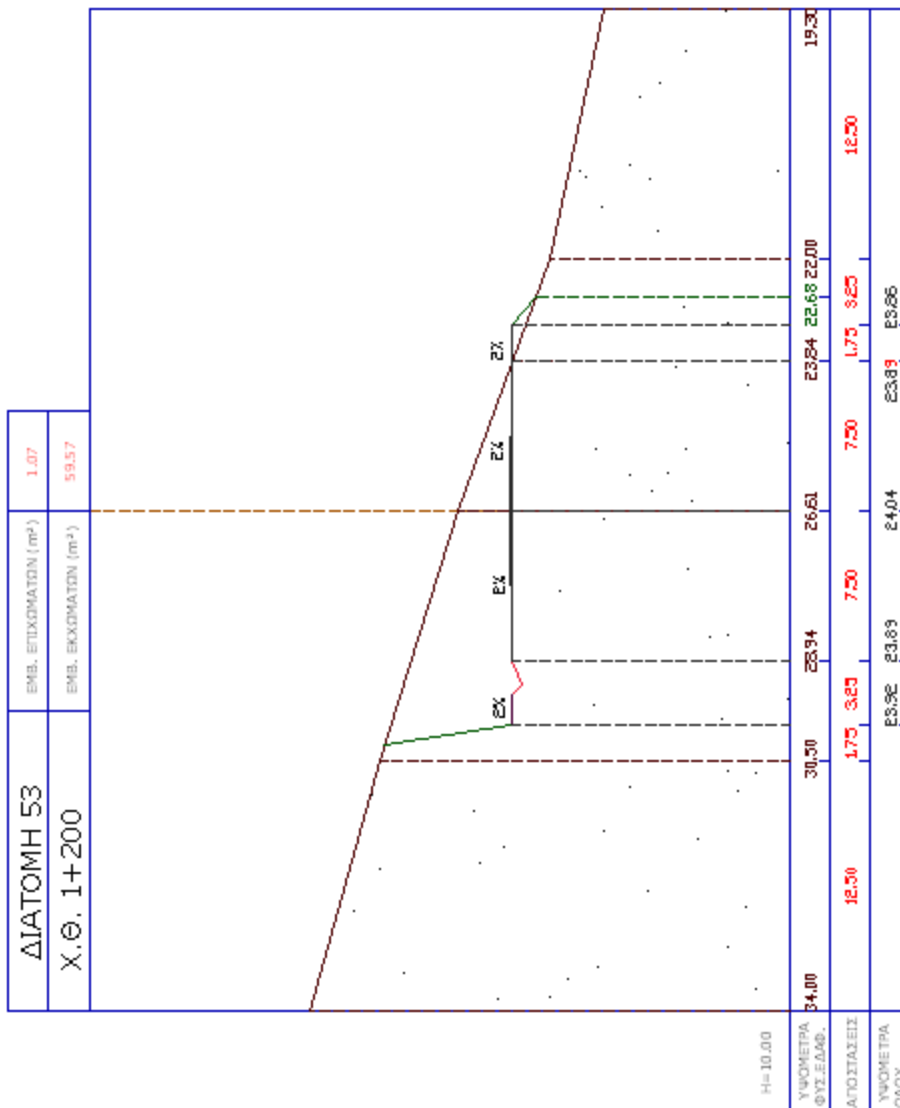 ΔΙΑΤΟΜΗ 53
Χ.Θ. 1+200
ΕΜΒ. ΕΠΙΧΩΜΑΤΩΝ (m²) 1.07
ΕΜΒ. ΕΚΧΩΜΑΤΩΝ (m²) 59.57
2% 2% 2% 2%
H=10.00
ΥΨΟΜΕΤΡΑ
ΦΥΣ.ΕΔΑΦ.
34.00 30.50 28.94 26.61 23.84 22.68 22.00 19.30
ΑΠΟΣΤΑΣΕΙΣ
12.50 1.75 3.25 7.50 7.50 1.75 3.25 12.50
ΥΨΟΜΕΤΡΑ
ΟΔΟΥ
23.92 23.89 24.04 23.89 23.86